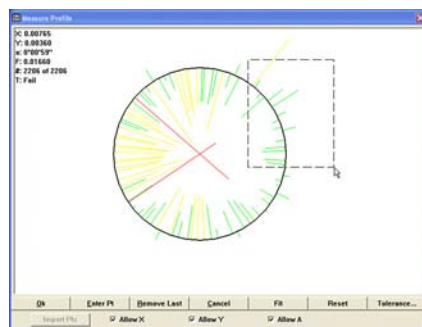 Measure Profile
X: 0.00765
Y: 0.00360
a: 0°00'59"
F: 0.01660
#: 2206 of 2206
T: Fail
Ok Enter Pt Remove Last Cancel Fit Reset Tolerance...
Import Pts Allow X Allow Y Allow A